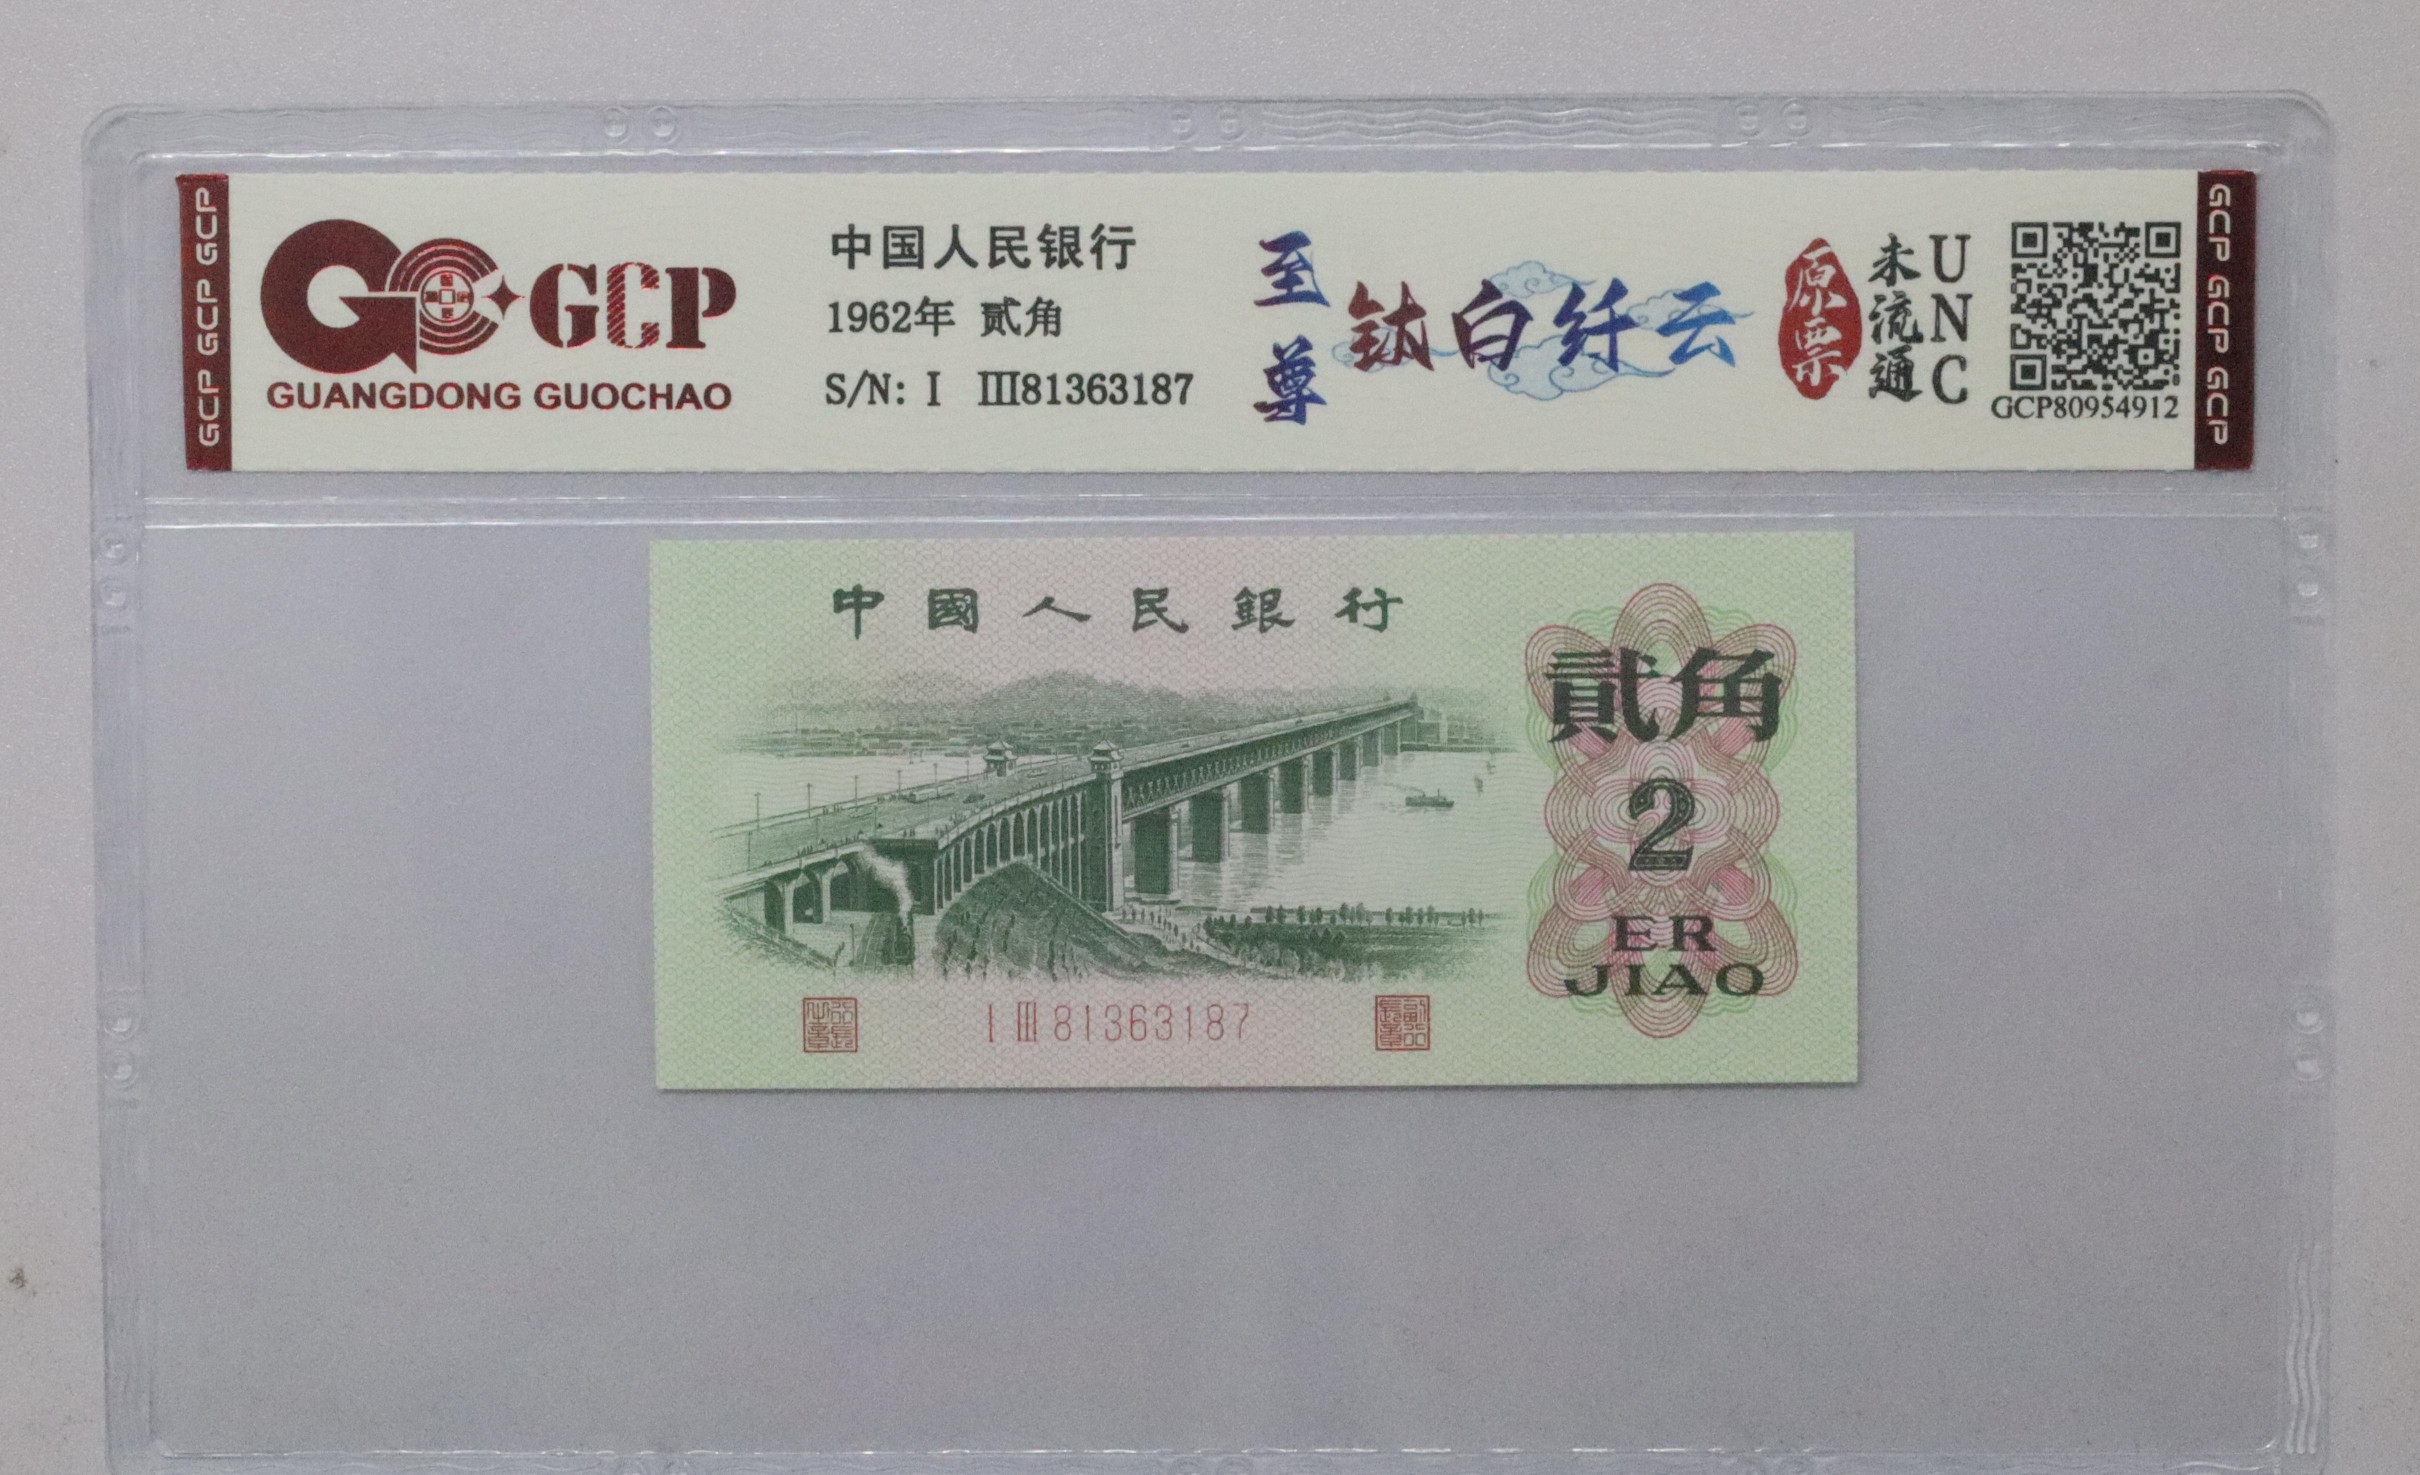 GCP GCP GCP
GCP
GUANGDONG GUOCHAO
中国人民银行
1962年 贰角
S/N: I III81363187
至尊
钛白纤云
原票
未流通
UNC
GCP80954912
GCP GCP GCP
中國人民銀行
貳角
2
ER
JIAO
I III 81363187